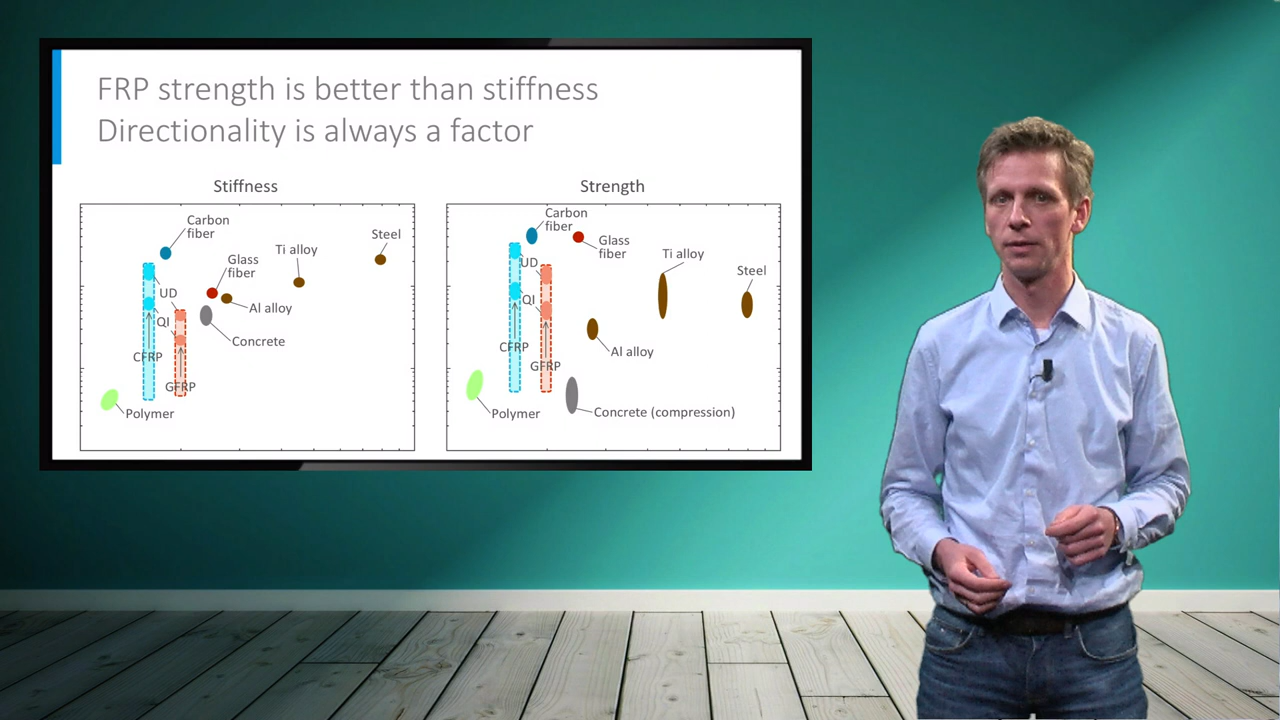 FRP strength is better than stiffness
Directionality is always a factor
Stiffness
Carbon
fiber
Glass
fiber
Ti alloy
Steel
UD
Al alloy
QI
Concrete
CFRP
GFRP
Polymer
Strength
Carbon
fiber
Glass
fiber
Ti alloy
Steel
UD
QI
CFRP
Al alloy
GFRP
Polymer
Concrete (compression)